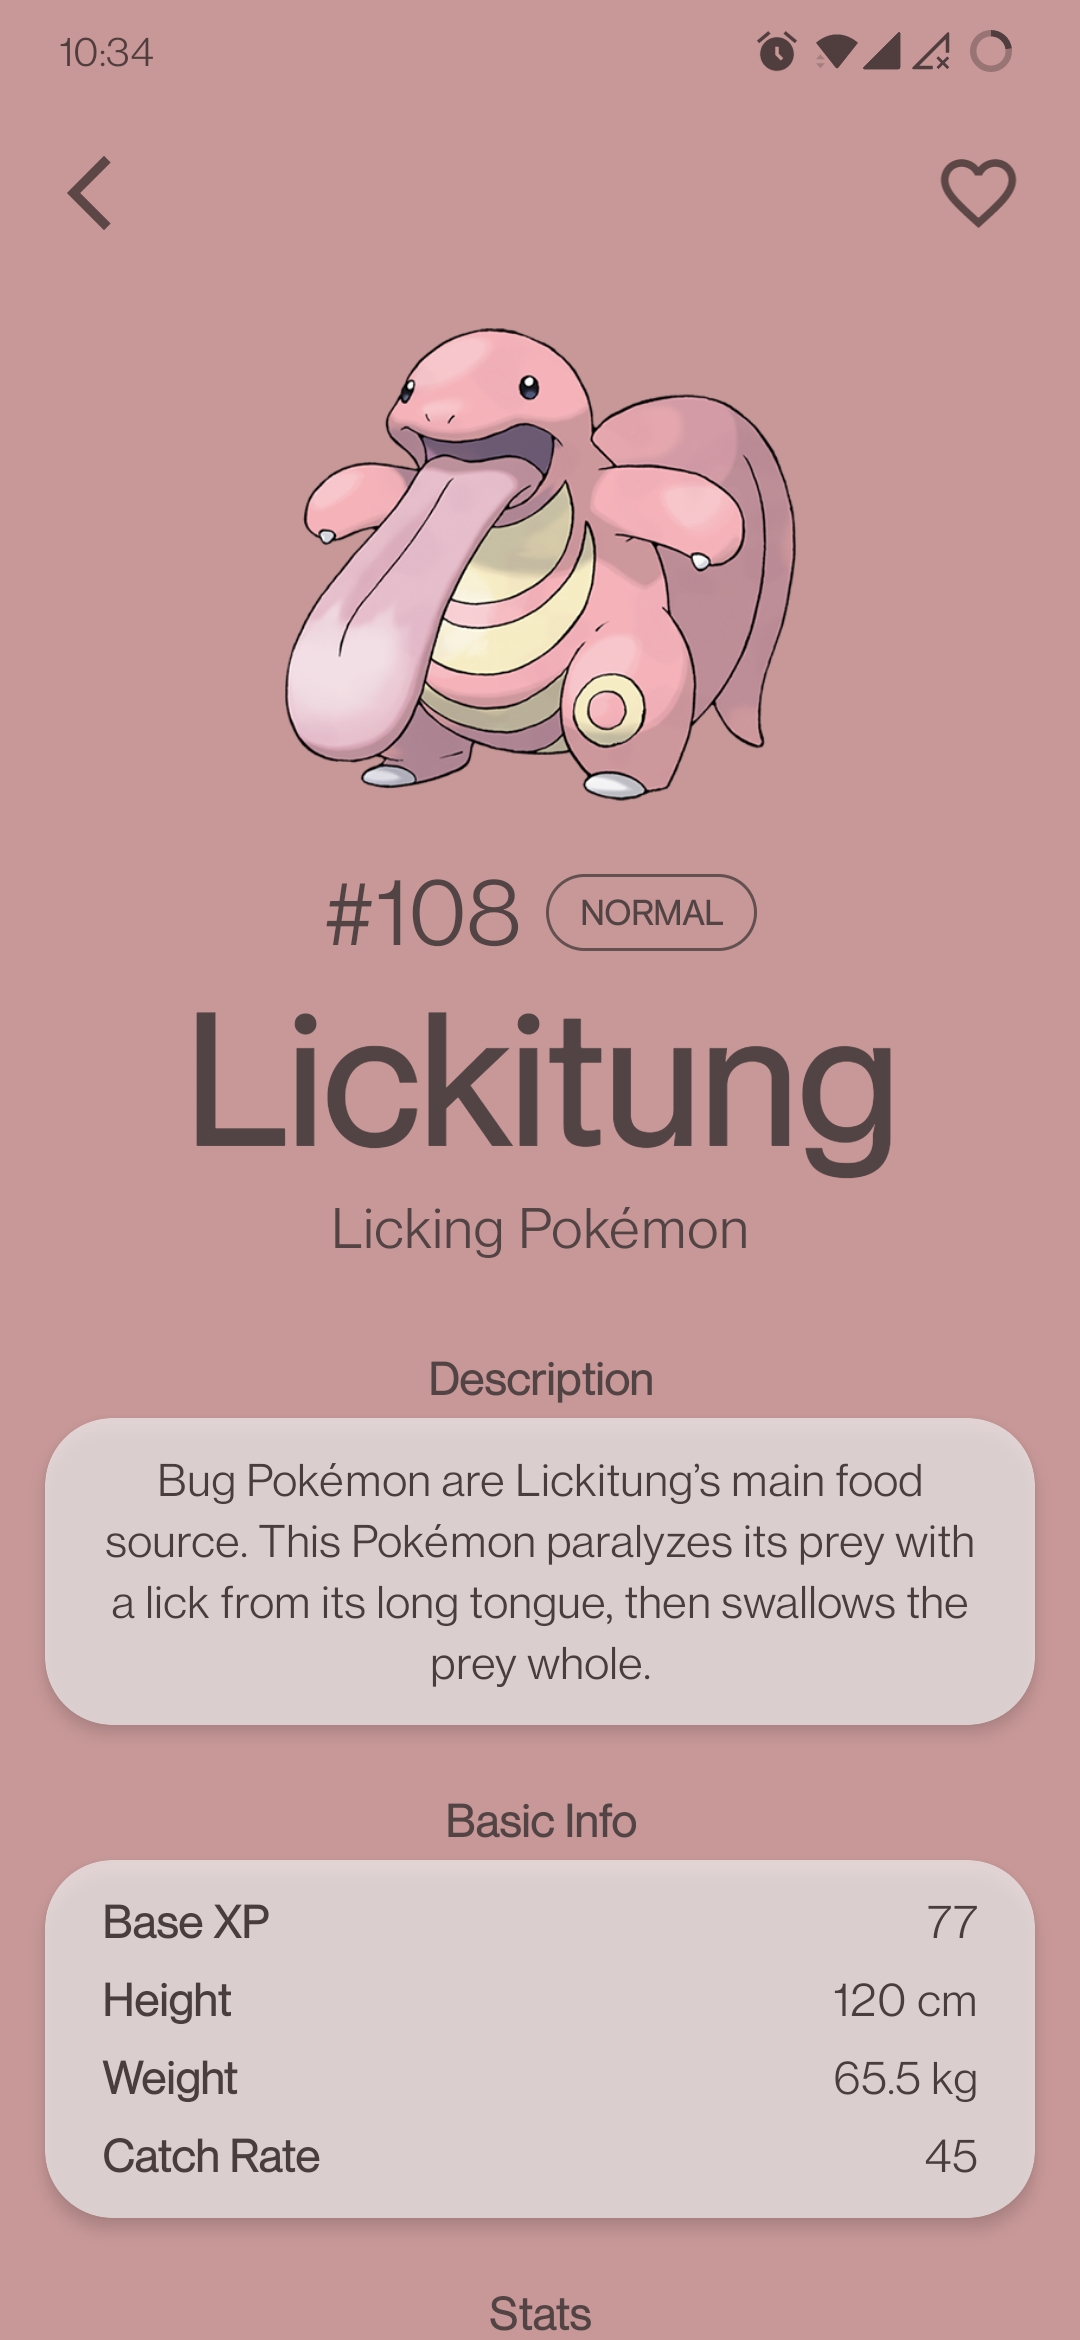 10:34
#108 NORMAL
Lickitung
Licking Pokémon
Description
Bug Pokémon are Lickitung’s main food
source. This Pokémon paralyzes its prey with
a lick from its long tongue, then swallows the
prey whole.
Basic Info
Base XP 77
Height 120 cm
Weight 65.5 kg
Catch Rate 45
Stats